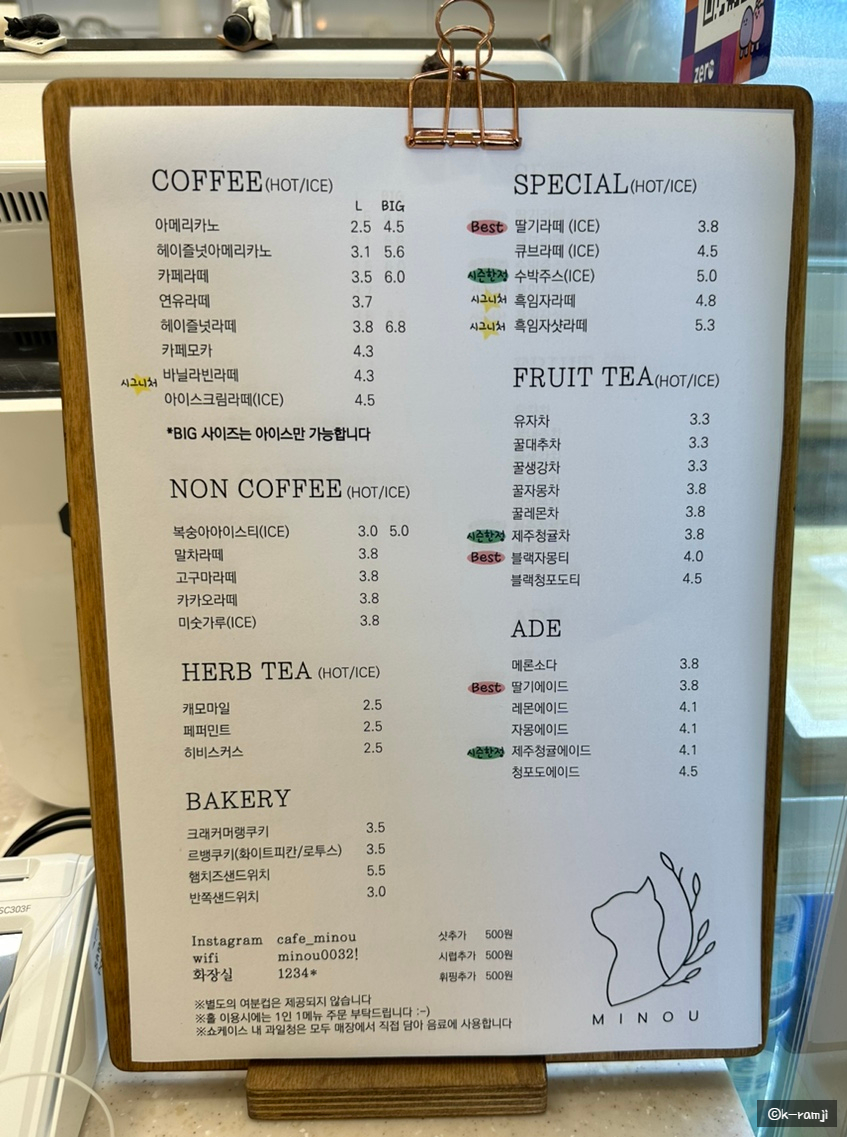 zero
COFFEE(HOT/ICE)
L BIG
아메리카노 2.5 4.5
헤이즐넛아메리카노 3.1 5.6
카페라떼 3.5 6.0
연유라떼 3.7
헤이즐넛라떼 3.8 6.8
카페모카 4.3
시그니처 바닐라빈라떼 4.3
아이스크림라떼(ICE) 4.5
*BIG 사이즈는 아이스만 가능합니다
NON COFFEE (HOT/ICE)
복숭아아이스티(ICE) 3.0 5.0
말차라떼 3.8
고구마라떼 3.8
카카오라떼 3.8
미숫가루(ICE) 3.8
HERB TEA (HOT/ICE)
캐모마일 2.5
페퍼민트 2.5
히비스커스 2.5
BAKERY
크래커머랭쿠키 3.5
르뱅쿠키(화이트피칸/로투스) 3.5
햄치즈샌드위치 5.5
반쪽샌드위치 3.0
Instagram cafe_minou
wifi minou0032!
화장실 1234*
샷추가 500원
시럽추가 500원
휘핑추가 500원
※별도의 여분컵은 제공되지 않습니다
※홀 이용시에는 1인 1메뉴 주문 부탁드립니다 :-)
※쇼케이스 내 과일청은 모두 매장에서 직접 담아 음료에 사용합니다
SPECIAL(HOT/ICE)
Best 딸기라떼 (ICE) 3.8
큐브라떼 (ICE) 4.5
시즌한정 수박주스(ICE) 5.0
시그니처 흑임자라떼 4.8
시그니처 흑임자샷라떼 5.3
FRUIT TEA(HOT/ICE)
유자차 3.3
꿀대추차 3.3
꿀생강차 3.3
꿀자몽차 3.8
꿀레몬차 3.8
시즌한정 제주청귤차 3.8
Best 블랙자몽티 4.0
블랙청포도티 4.5
ADE
메론소다 3.8
Best 딸기에이드 3.8
레몬에이드 4.1
자몽에이드 4.1
시즌한정 제주청귤에이드 4.1
청포도에이드 4.5
MINOU
SC303F
©k-ramji